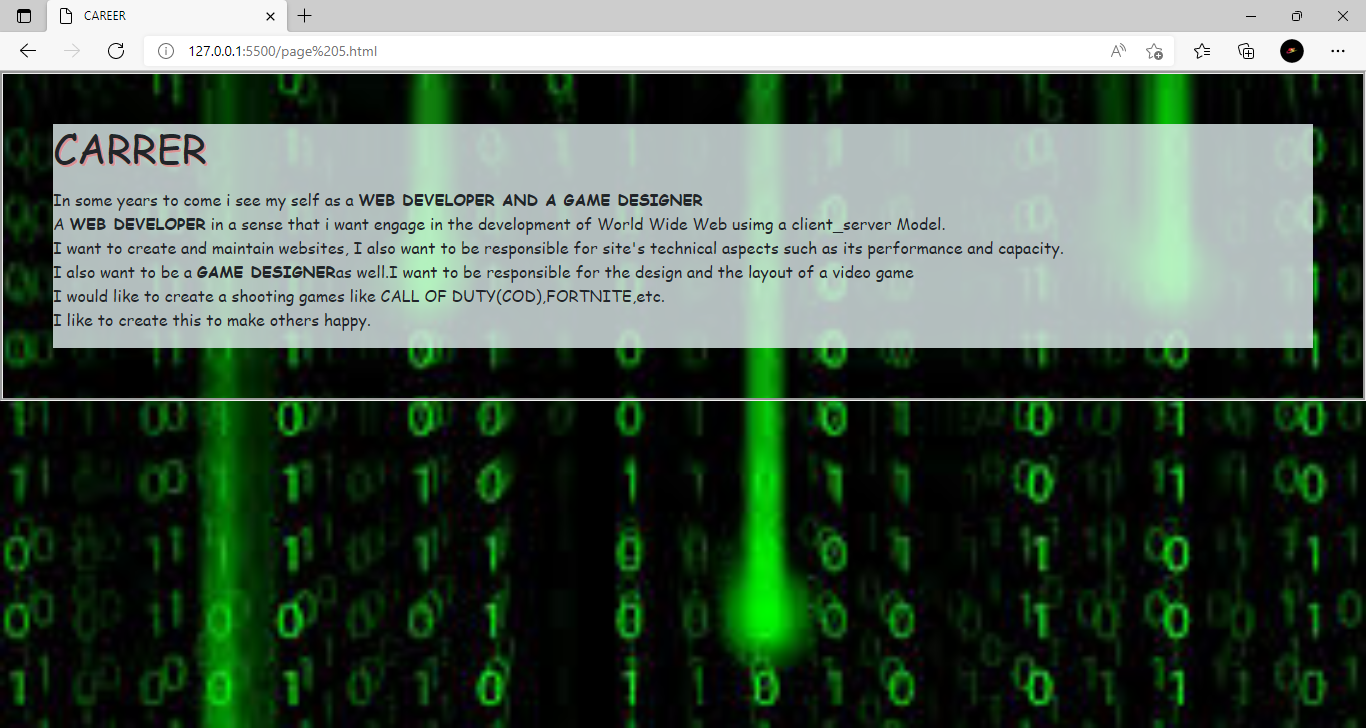 CAREER
127.0.0.1:5500/page%205.html
CARRER
In some years to come i see my self as a WEB DEVELOPER AND A GAME DESIGNER
A WEB DEVELOPER in a sense that i want engage in the development of World Wide Web usimg a client_server Model.
I want to create and maintain websites, I also want to be responsible for site's technical aspects such as its performance and capacity.
I also want to be a GAME DESIGNERas well.I want to be responsible for the design and the layout of a video game
I would like to create a shooting games like CALL OF DUTY(COD),FORTNITE,etc.
I like to create this to make others happy.